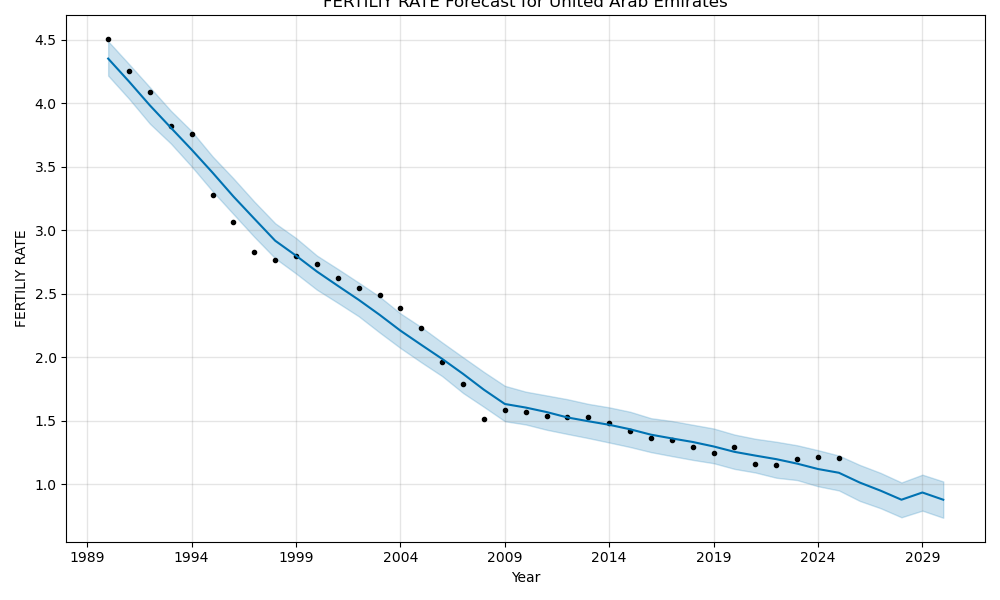 FERTILIY RATE Forecast for United Arab Emirates
4.5
4.0
3.5
3.0
2.5
2.0
1.5
1.0
FERTILIY RATE
1989 1994 1999 2004 2009 2014 2019 2024 2029
Year